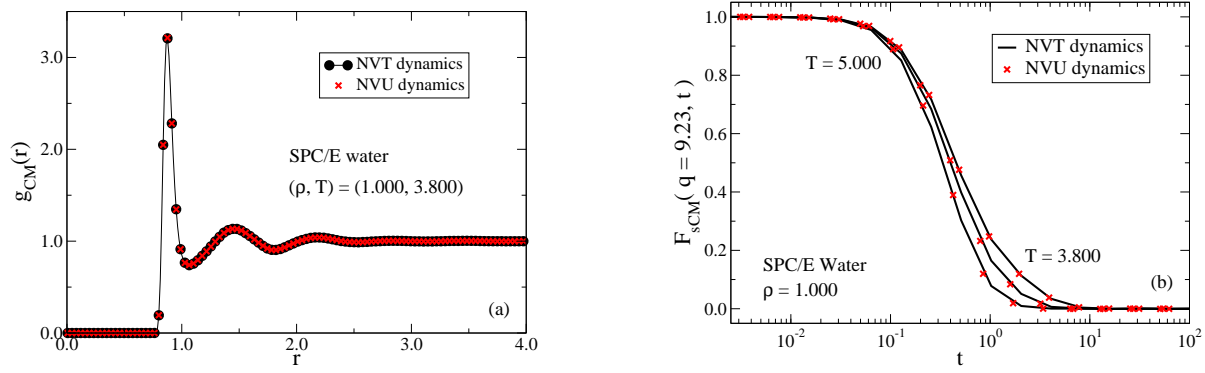 3.0
2.0
1.0
0.0
g_CM(r)
NVT dynamics
NVU dynamics
SPC/E water
(ρ, T) = (1.000, 3.800)
(a)
0.0 1.0 2.0 3.0 4.0
r
1.0
0.8
0.6
0.4
0.2
0.0
F_sCM( q = 9.23, t )
NVT dynamics
NVU dynamics
T = 5.000
T = 3.800
SPC/E Water
ρ = 1.000
(b)
10^-2 10^-1 10^0 10^1 10^2
t